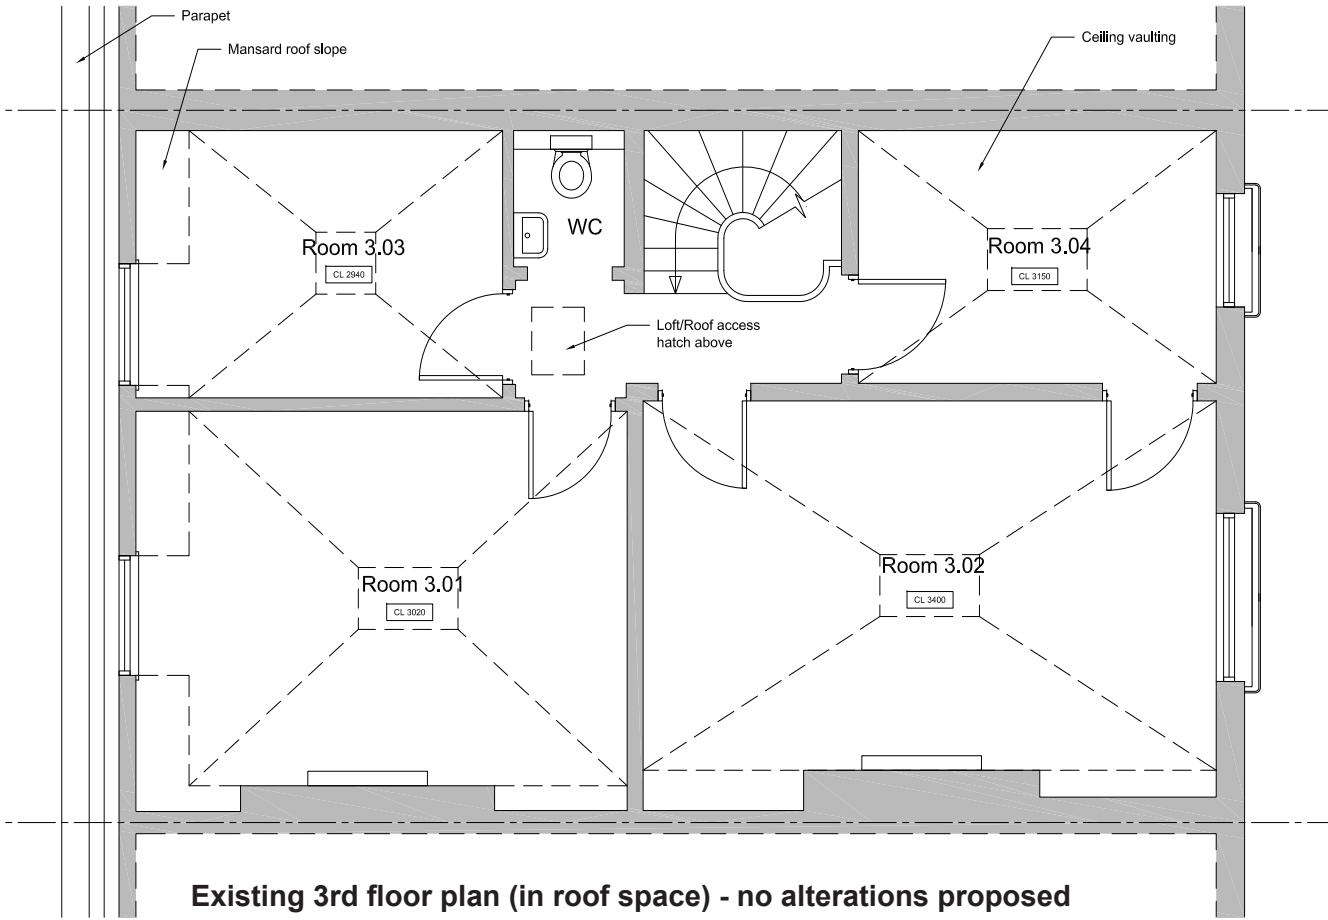 Parapet
Mansard roof slope
Ceiling vaulting
WC
Room 3.03
CL 2940
Room 3.04
CL 3150
Loft/Roof access
hatch above
Room 3.01
CL 3020
Room 3.02
CL 3400
Existing 3rd floor plan (in roof space) - no alterations proposed